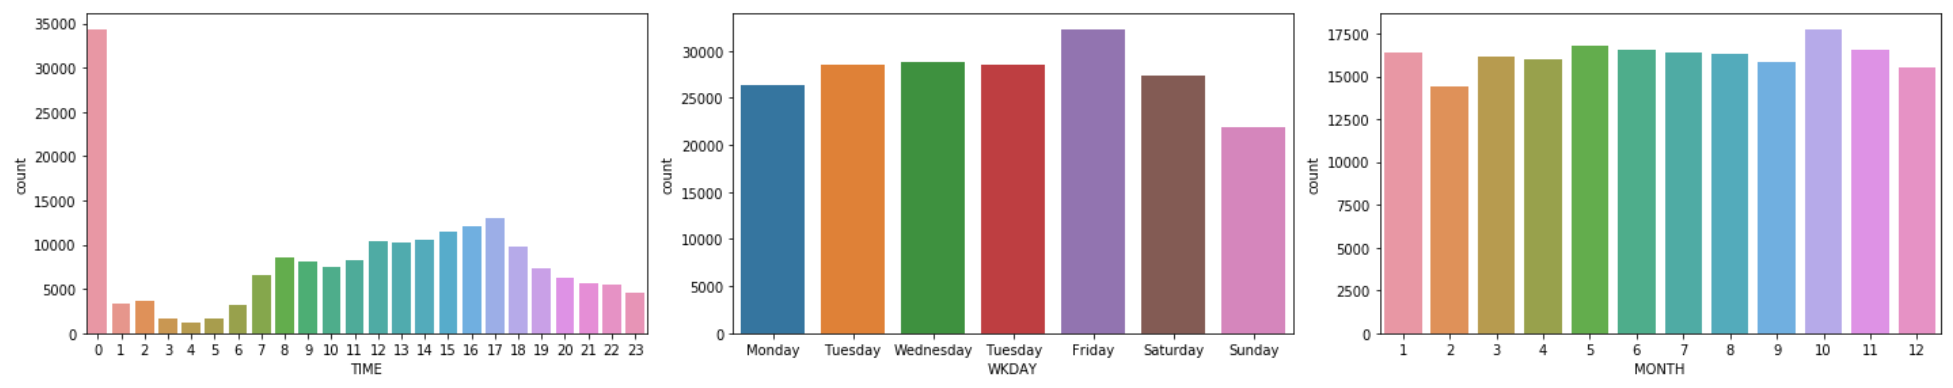 35000
30000
25000
20000
15000
10000
5000
0
count
0 1 2 3 4 5 6 7 8 9 10 11 12 13 14 15 16 17 18 19 20 21 22 23
TIME
30000
25000
20000
15000
10000
5000
0
count
Monday Tuesday Wednesday Tuesday Friday Saturday Sunday
WKDAY
17500
15000
12500
10000
7500
5000
2500
0
count
1 2 3 4 5 6 7 8 9 10 11 12
MONTH